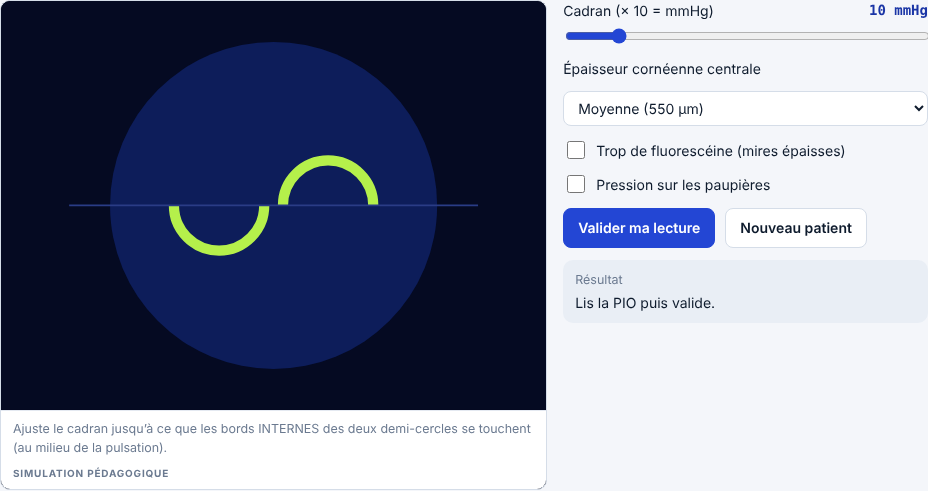 Cadran (× 10 = mmHg)
10 mmHg
Épaisseur cornéenne centrale
Moyenne (550 µm)
Trop de fluorescéine (mires épaisses)
Pression sur les paupières
Valider ma lecture
Nouveau patient
Résultat
Lis la PIO puis valide.
Ajuste le cadran jusqu’à ce que les bords INTERNES des deux demi-cercles se touchent
(au milieu de la pulsation).
SIMULATION PÉDAGOGIQUE